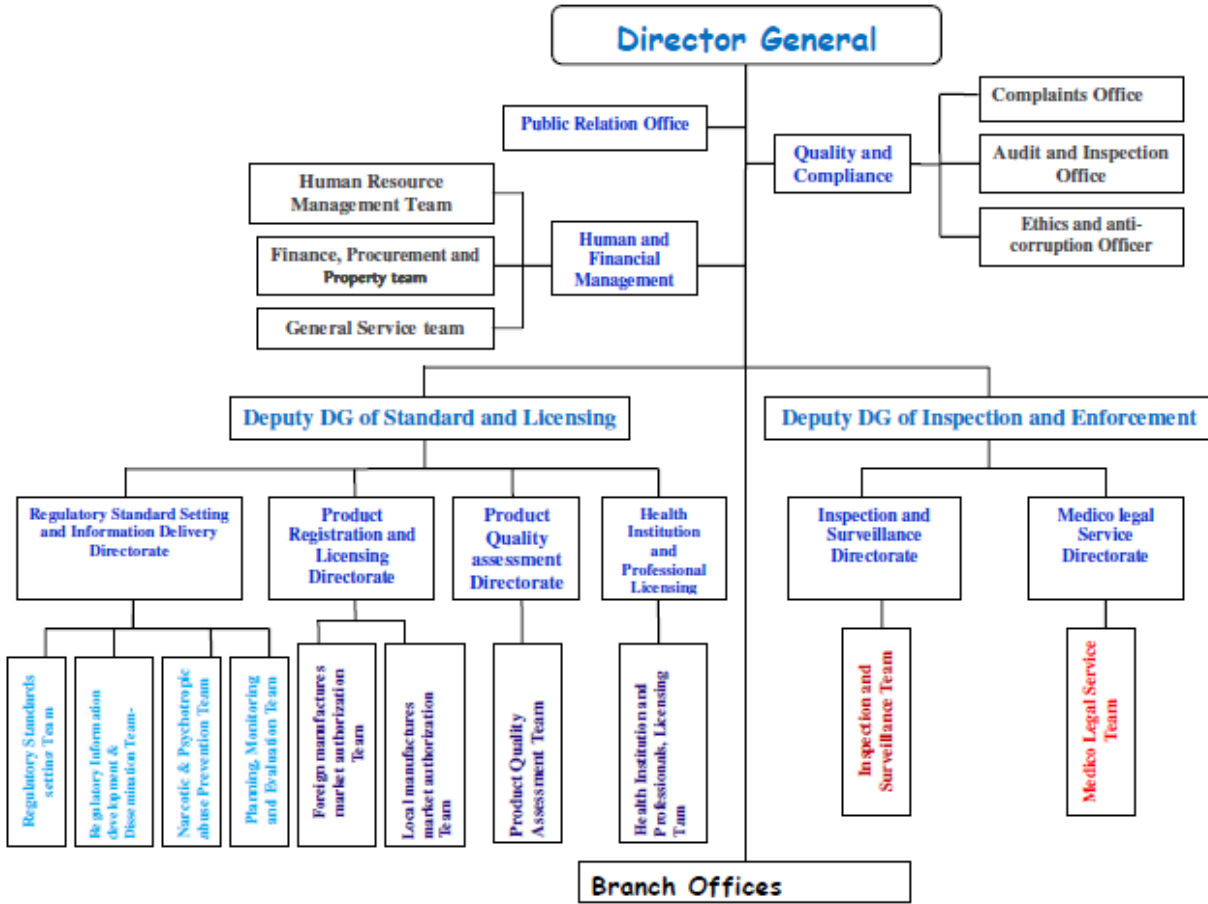 Director General
Public Relation Office
Complaints Office
Quality and
Compliance
Audit and Inspection
Office
Ethics and anti-
corruption Officer
Human Resource
Management Team
Finance, Procurement and
Property team
General Service team
Human and
Financial
Management
Deputy DG of Standard and Licensing
Deputy DG of Inspection and Enforcement
Regulatory Standard Setting
and Information Delivery
Directorate
Product
Registration and
Licensing
Directorate
Product
Quality
assessment
Directorate
Health
Institution
and
Professional
Licensing
Inspection and
Surveillance
Directorate
Medico legal
Service
Directorate
Regulatory Standards
setting Team
Regulatory Information
development &
Dissemination Team-
Narcotic & Psychotropic
abuse Prevention Team
Planning, Monitoring
and Evaluation Team
Foreign manufactures
market authorization
Team
Local manufactures
market authorization
Team
Product Quality
Assessment Team
Health Institution and
Professionals, Licensing
Tam
Inspection and
Surveillance Team
Medico Legal Service
Team
Branch Offices